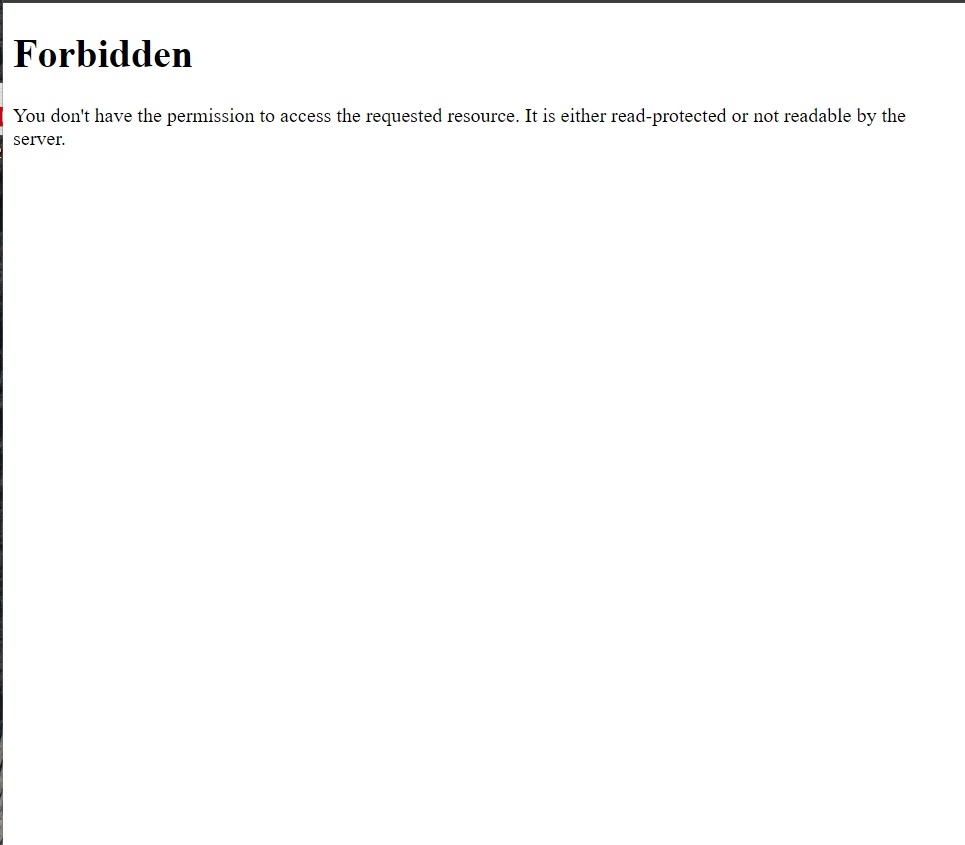 Forbidden
You don't have the permission to access the requested resource. It is either read-protected or not readable by the
server.